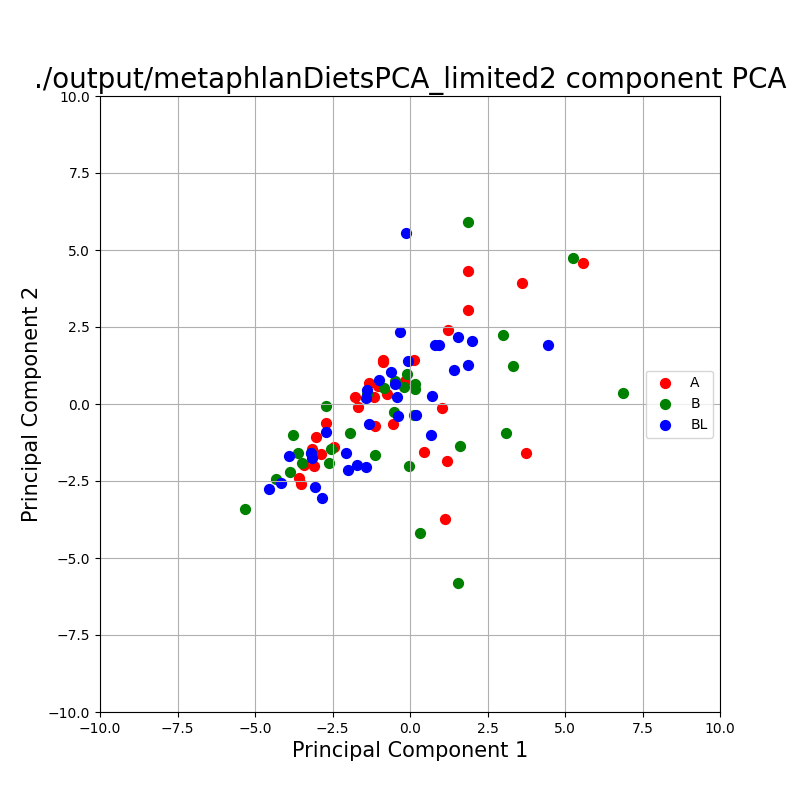 ./output/metaphlanDietsPCA_limited2 component PCA
10.0
7.5
5.0
2.5
0.0
−2.5
−5.0
−7.5
−10.0
Principal Component 2
A
B
BL
−10.0 −7.5 −5.0 −2.5 0.0 2.5 5.0 7.5 10.0
Principal Component 1